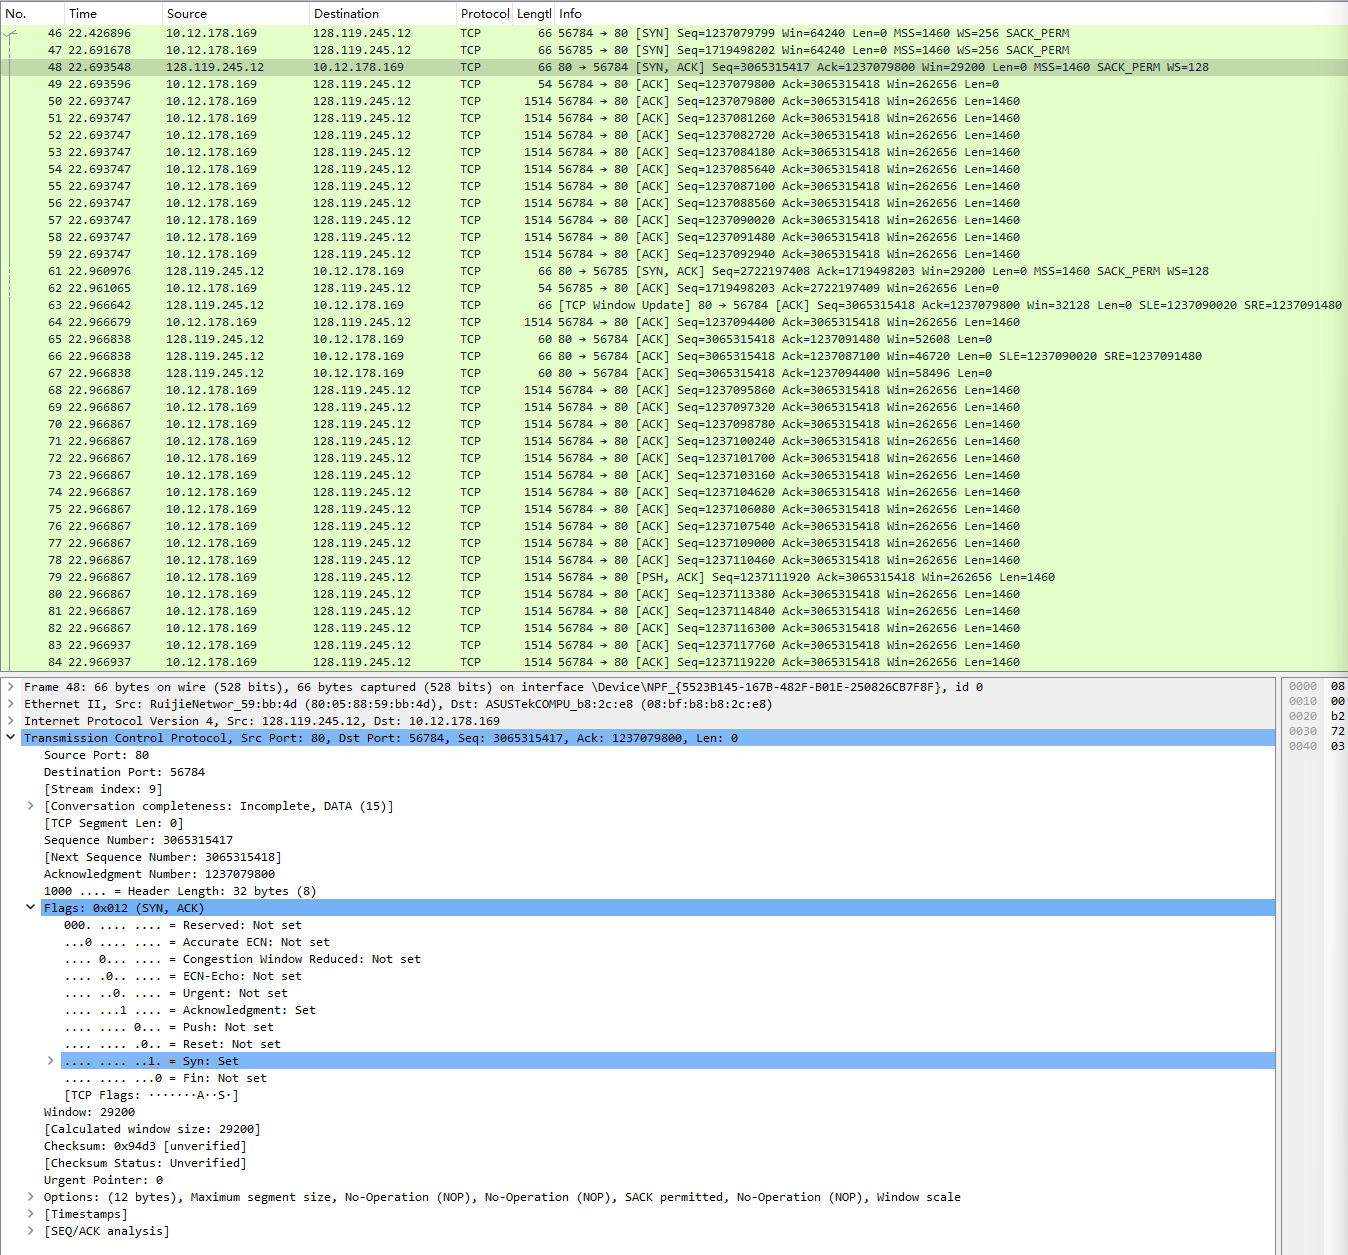 No. Time Source Destination Protocol Lengtl Info
46 22.426896 10.12.178.169 128.119.245.12 TCP 66 56784 → 80 [SYN] Seq=1237079799 Win=64240 Len=0 MSS=1460 WS=256 SACK_PERM
47 22.691678 10.12.178.169 128.119.245.12 TCP 66 56785 → 80 [SYN] Seq=1719498202 Win=64240 Len=0 MSS=1460 WS=256 SACK_PERM
48 22.693548 128.119.245.12 10.12.178.169 TCP 66 80 → 56784 [SYN, ACK] Seq=3065315417 Ack=1237079800 Win=29200 Len=0 MSS=1460 SACK_PERM WS=128
49 22.693596 10.12.178.169 128.119.245.12 TCP 54 56784 → 80 [ACK] Seq=1237079800 Ack=3065315418 Win=262656 Len=0
50 22.693747 10.12.178.169 128.119.245.12 TCP 1514 56784 → 80 [ACK] Seq=1237079800 Ack=3065315418 Win=262656 Len=1460
51 22.693747 10.12.178.169 128.119.245.12 TCP 1514 56784 → 80 [ACK] Seq=1237081260 Ack=3065315418 Win=262656 Len=1460
52 22.693747 10.12.178.169 128.119.245.12 TCP 1514 56784 → 80 [ACK] Seq=1237082720 Ack=3065315418 Win=262656 Len=1460
53 22.693747 10.12.178.169 128.119.245.12 TCP 1514 56784 → 80 [ACK] Seq=1237084180 Ack=3065315418 Win=262656 Len=1460
54 22.693747 10.12.178.169 128.119.245.12 TCP 1514 56784 → 80 [ACK] Seq=1237085640 Ack=3065315418 Win=262656 Len=1460
55 22.693747 10.12.178.169 128.119.245.12 TCP 1514 56784 → 80 [ACK] Seq=1237087100 Ack=3065315418 Win=262656 Len=1460
56 22.693747 10.12.178.169 128.119.245.12 TCP 1514 56784 → 80 [ACK] Seq=1237088560 Ack=3065315418 Win=262656 Len=1460
57 22.693747 10.12.178.169 128.119.245.12 TCP 1514 56784 → 80 [ACK] Seq=1237090020 Ack=3065315418 Win=262656 Len=1460
58 22.693747 10.12.178.169 128.119.245.12 TCP 1514 56784 → 80 [ACK] Seq=1237091480 Ack=3065315418 Win=262656 Len=1460
59 22.693747 10.12.178.169 128.119.245.12 TCP 1514 56784 → 80 [ACK] Seq=1237092940 Ack=3065315418 Win=262656 Len=1460
61 22.960976 128.119.245.12 10.12.178.169 TCP 66 80 → 56785 [SYN, ACK] Seq=2722197408 Ack=1719498203 Win=29200 Len=0 MSS=1460 SACK_PERM WS=128
62 22.961065 10.12.178.169 128.119.245.12 TCP 54 56785 → 80 [ACK] Seq=1719498203 Ack=2722197409 Win=262656 Len=0
63 22.966642 128.119.245.12 10.12.178.169 TCP 66 [TCP Window Update] 80 → 56784 [ACK] Seq=3065315418 Ack=1237079800 Win=32128 Len=0 SLE=1237090020 SRE=1237091480
64 22.966679 10.12.178.169 128.119.245.12 TCP 1514 56784 → 80 [ACK] Seq=1237094400 Ack=3065315418 Win=262656 Len=1460
65 22.966838 128.119.245.12 10.12.178.169 TCP 60 80 → 56784 [ACK] Seq=3065315418 Ack=1237091480 Win=52608 Len=0
66 22.966838 128.119.245.12 10.12.178.169 TCP 66 80 → 56784 [ACK] Seq=3065315418 Ack=1237087100 Win=46720 Len=0 SLE=1237090020 SRE=1237091480
67 22.966838 128.119.245.12 10.12.178.169 TCP 60 80 → 56784 [ACK] Seq=3065315418 Ack=1237094400 Win=58496 Len=0
68 22.966867 10.12.178.169 128.119.245.12 TCP 1514 56784 → 80 [ACK] Seq=1237095860 Ack=3065315418 Win=262656 Len=1460
69 22.966867 10.12.178.169 128.119.245.12 TCP 1514 56784 → 80 [ACK] Seq=1237097320 Ack=3065315418 Win=262656 Len=1460
70 22.966867 10.12.178.169 128.119.245.12 TCP 1514 56784 → 80 [ACK] Seq=1237098780 Ack=3065315418 Win=262656 Len=1460
71 22.966867 10.12.178.169 128.119.245.12 TCP 1514 56784 → 80 [ACK] Seq=1237100240 Ack=3065315418 Win=262656 Len=1460
72 22.966867 10.12.178.169 128.119.245.12 TCP 1514 56784 → 80 [ACK] Seq=1237101700 Ack=3065315418 Win=262656 Len=1460
73 22.966867 10.12.178.169 128.119.245.12 TCP 1514 56784 → 80 [ACK] Seq=1237103160 Ack=3065315418 Win=262656 Len=1460
74 22.966867 10.12.178.169 128.119.245.12 TCP 1514 56784 → 80 [ACK] Seq=1237104620 Ack=3065315418 Win=262656 Len=1460
75 22.966867 10.12.178.169 128.119.245.12 TCP 1514 56784 → 80 [ACK] Seq=1237106080 Ack=3065315418 Win=262656 Len=1460
76 22.966867 10.12.178.169 128.119.245.12 TCP 1514 56784 → 80 [ACK] Seq=1237107540 Ack=3065315418 Win=262656 Len=1460
77 22.966867 10.12.178.169 128.119.245.12 TCP 1514 56784 → 80 [ACK] Seq=1237109000 Ack=3065315418 Win=262656 Len=1460
78 22.966867 10.12.178.169 128.119.245.12 TCP 1514 56784 → 80 [ACK] Seq=1237110460 Ack=3065315418 Win=262656 Len=1460
79 22.966867 10.12.178.169 128.119.245.12 TCP 1514 56784 → 80 [PSH, ACK] Seq=1237111920 Ack=3065315418 Win=262656 Len=1460
80 22.966867 10.12.178.169 128.119.245.12 TCP 1514 56784 → 80 [ACK] Seq=1237113380 Ack=3065315418 Win=262656 Len=1460
81 22.966867 10.12.178.169 128.119.245.12 TCP 1514 56784 → 80 [ACK] Seq=1237114840 Ack=3065315418 Win=262656 Len=1460
82 22.966867 10.12.178.169 128.119.245.12 TCP 1514 56784 → 80 [ACK] Seq=1237116300 Ack=3065315418 Win=262656 Len=1460
83 22.966937 10.12.178.169 128.119.245.12 TCP 1514 56784 → 80 [ACK] Seq=1237117760 Ack=3065315418 Win=262656 Len=1460
84 22.966937 10.12.178.169 128.119.245.12 TCP 1514 56784 → 80 [ACK] Seq=1237119220 Ack=3065315418 Win=262656 Len=1460
Frame 48: 66 bytes on wire (528 bits), 66 bytes captured (528 bits) on interface \Device\NPF_{5523B145-167B-482F-B01E-250826CB7F8F}, id 0
Ethernet II, Src: RuijieNetwor_59:bb:4d (80:05:88:59:bb:4d), Dst: ASUSTekCOMPU_b8:2c:e8 (08:bf:b8:b8:2c:e8)
Internet Protocol Version 4, Src: 128.119.245.12, Dst: 10.12.178.169
Transmission Control Protocol, Src Port: 80, Dst Port: 56784, Seq: 3065315417, Ack: 1237079800, Len: 0
Source Port: 80
Destination Port: 56784
[Stream index: 9]
[Conversation completeness: Incomplete, DATA (15)]
[TCP Segment Len: 0]
Sequence Number: 3065315417
[Next Sequence Number: 3065315418]
Acknowledgment Number: 1237079800
1000 .... = Header Length: 32 bytes (8)
Flags: 0x012 (SYN, ACK)
000. .... .... = Reserved: Not set
...0 .... .... = Accurate ECN: Not set
.... 0... .... = Congestion Window Reduced: Not set
.... .0.. .... = ECN-Echo: Not set
.... ..0. .... = Urgent: Not set
.... ...1 .... = Acknowledgment: Set
.... .... 0... = Push: Not set
.... .... .0.. = Reset: Not set
.... .... ..1. = Syn: Set
.... .... ...0 = Fin: Not set
[TCP Flags: ·······A··S·]
Window: 29200
[Calculated window size: 29200]
Checksum: 0x94d3 [unverified]
[Checksum Status: Unverified]
Urgent Pointer: 0
Options: (12 bytes), Maximum segment size, No-Operation (NOP), No-Operation (NOP), SACK permitted, No-Operation (NOP), Window scale
[Timestamps]
[SEQ/ACK analysis]
0000 08
0010 00
0020 b2
0030 72
0040 03